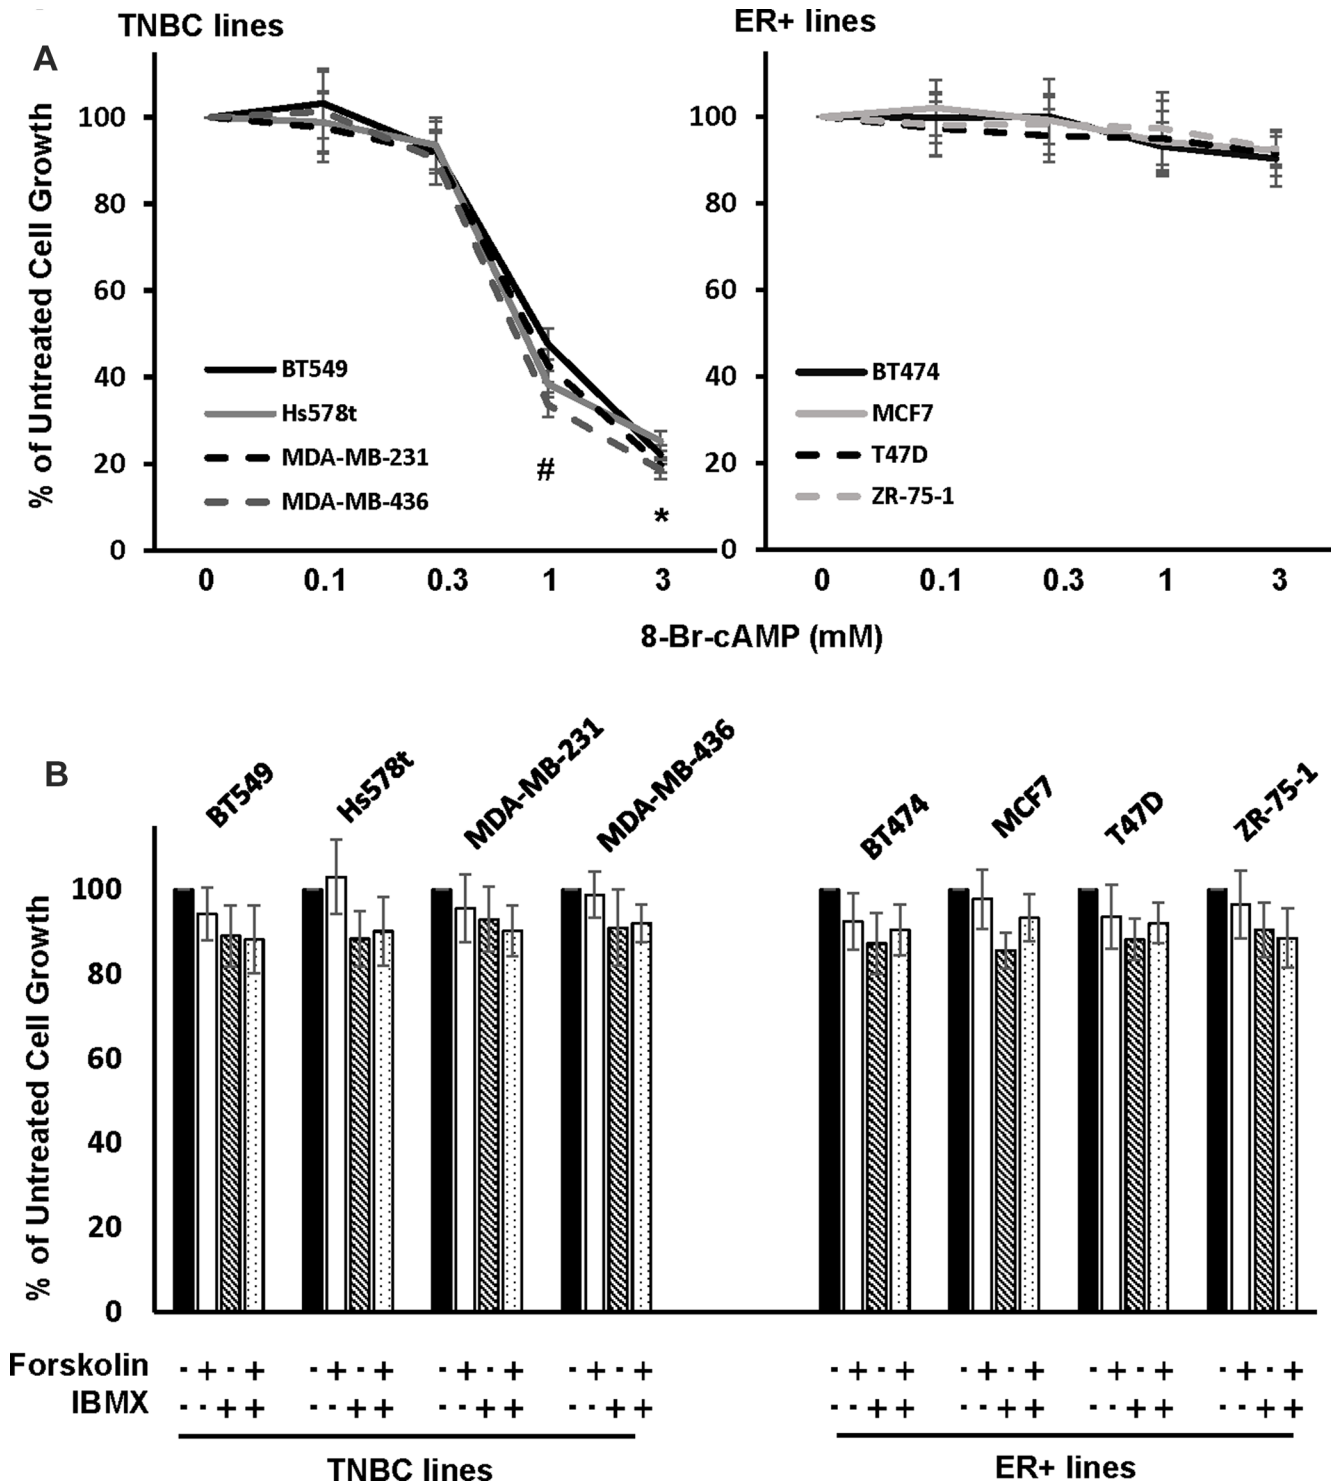 TNBC lines
ER+ lines
A
% of Untreated Cell Growth
100
80
60
40
20
0
BT549
Hs578t
MDA-MB-231
MDA-MB-436
#
*
0 0.1 0.3 1 3
% of Untreated Cell Growth
100
80
60
40
20
0
BT474
MCF7
T47D
ZR-75-1
0 0.1 0.3 1 3
8-Br-cAMP (mM)
B
BT549
Hs578t
MDA-MB-231
MDA-MB-436
BT474
MCF7
T47D
ZR-75-1
% of Untreated Cell Growth
100
80
60
40
20
0
Forskolin - + - + - + - + - + - + - + - + - + - + - + - + - + - + - + - +
IBMX - - + + - - + + - - + + - - + + - - + + - - + + - - + + - - + +
TNBC lines
ER+ lines